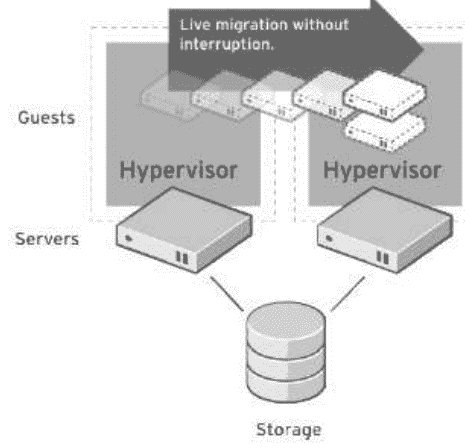 Live migration without
interruption.
Guests
Hypervisor
Hypervisor
Servers
Storage